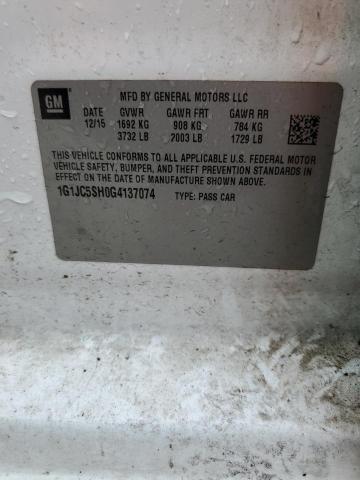 GM
MFD BY GENERAL MOTORS LLC
DATE GVWR GAWR FRT GAWR RR
12/15 1692 KG 908 KG 784 KG
3732 LB 2003 LB 1729 LB
THIS VEHICLE CONFORMS TO ALL APPLICABLE U.S. FEDERAL MOTOR
VEHICLE SAFETY, BUMPER, AND THEFT PREVENTION STANDARDS IN
EFFECT ON THE DATE OF MANUFACTURE SHOWN ABOVE.
1G1JC5SH0G4137074 TYPE: PASS CAR